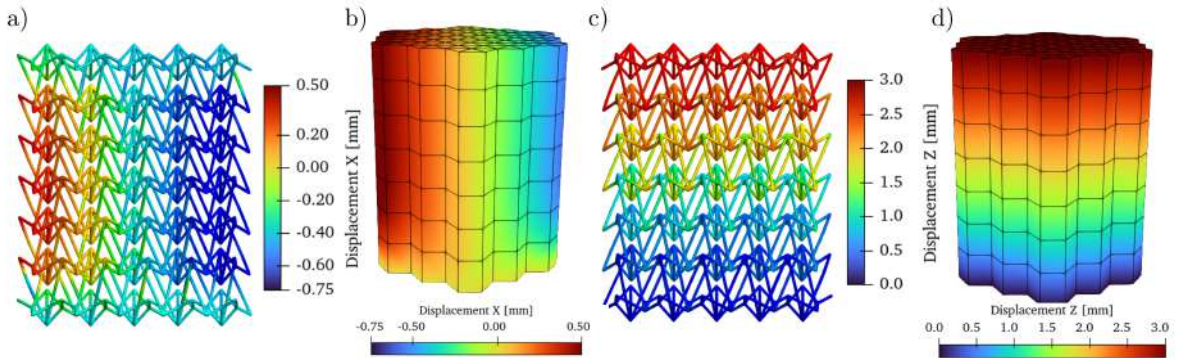 a)
0.50
0.20
0.00
-0.20
-0.40
-0.60
-0.75
Displacement X [mm]
b)
Displacement X [mm]
-0.75 -0.50 0.00 0.50
c)
3.0
2.5
2.0
1.5
1.0
0.5
0.0
Displacement Z [mm]
d)
Displacement Z [mm]
0.0 0.5 1.0 1.5 2.0 2.5 3.0